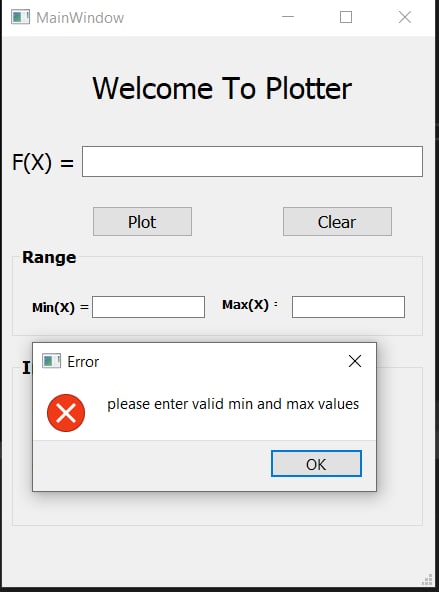 MainWindow
Welcome To Plotter
F(X) =
Plot Clear
Range
Min(X) = Max(X) :
Error
please enter valid min and max values
OK